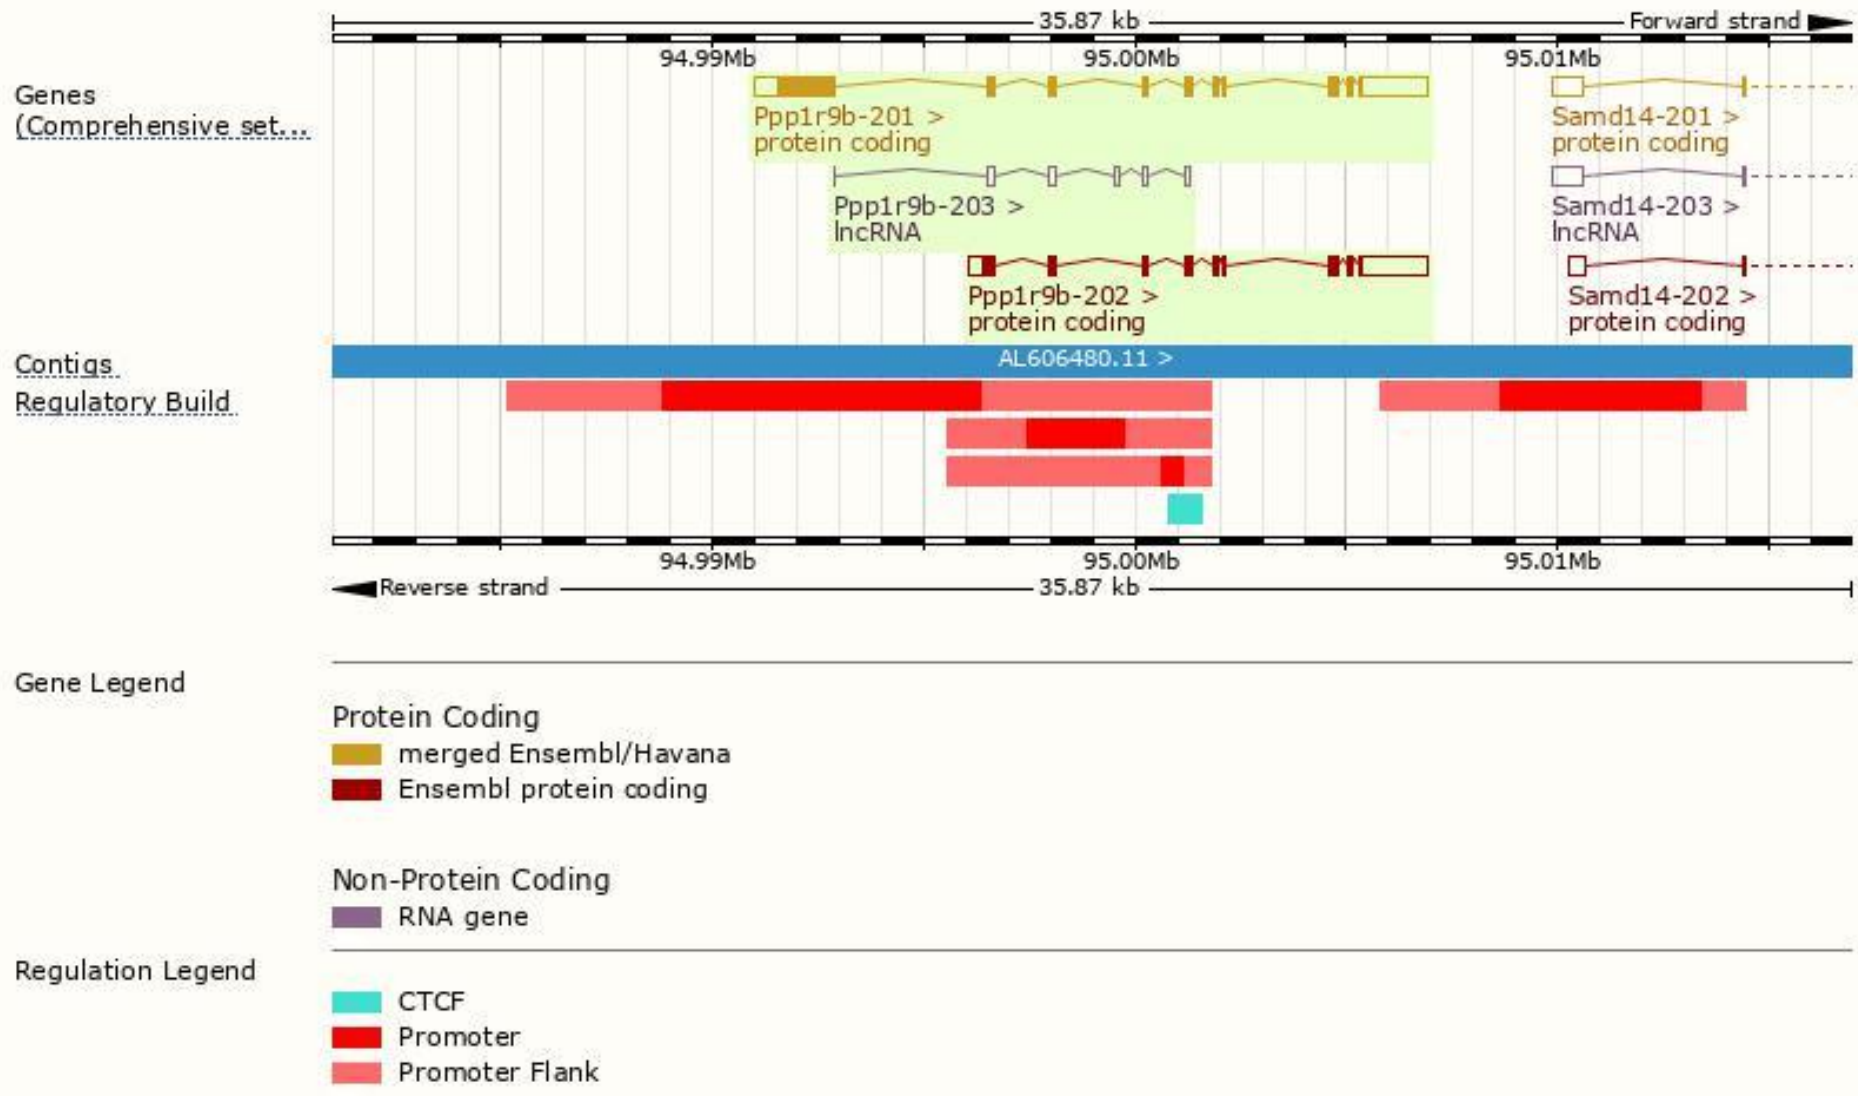 35.87 kb
Forward strand
94.99Mb 95.00Mb 95.01Mb
Genes
(Comprehensive set...
Ppp1r9b-201 >
protein coding
Samd14-201 >
protein coding
Ppp1r9b-203 >
lncRNA
Samd14-203 >
lncRNA
Ppp1r9b-202 >
protein coding
Samd14-202 >
protein coding
Contigs
AL606480.11 >
Regulatory Build
94.99Mb 95.00Mb 95.01Mb
Reverse strand
35.87 kb
Gene Legend
Protein Coding
merged Ensembl/Havana
Ensembl protein coding
Non-Protein Coding
RNA gene
Regulation Legend
CTCF
Promoter
Promoter Flank